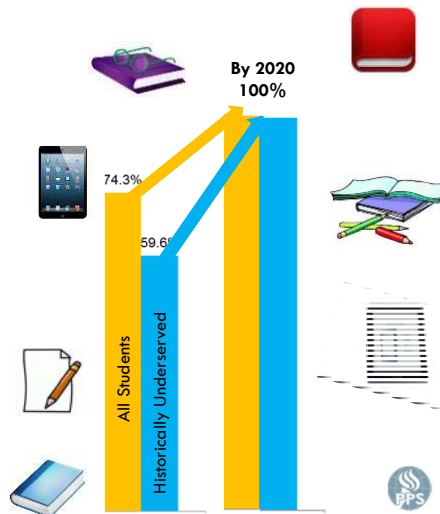 By 2020
100%
74.3%
59.6%
All Students
Historically Underserved
PPS